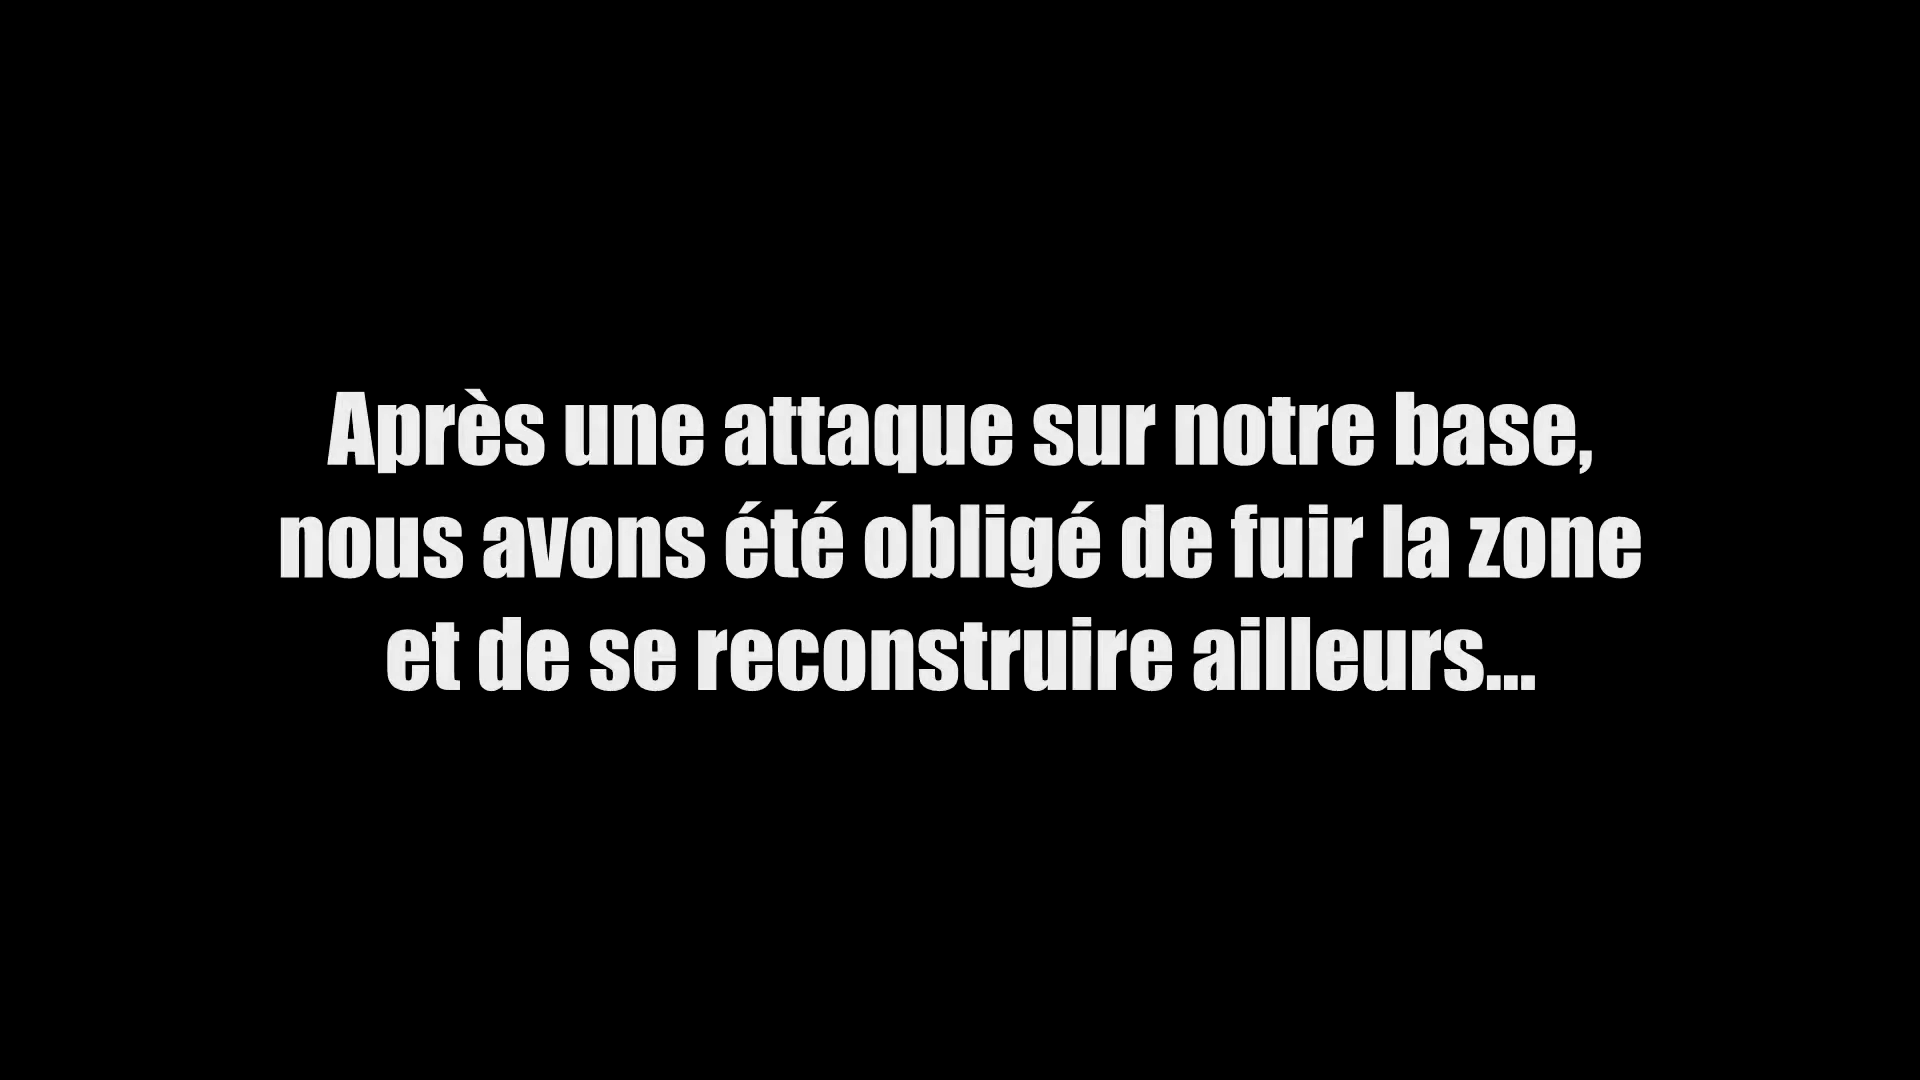 Après une attaque sur notre base,
nous avons été obligé de fuir la zone
et de se reconstruire ailleurs...